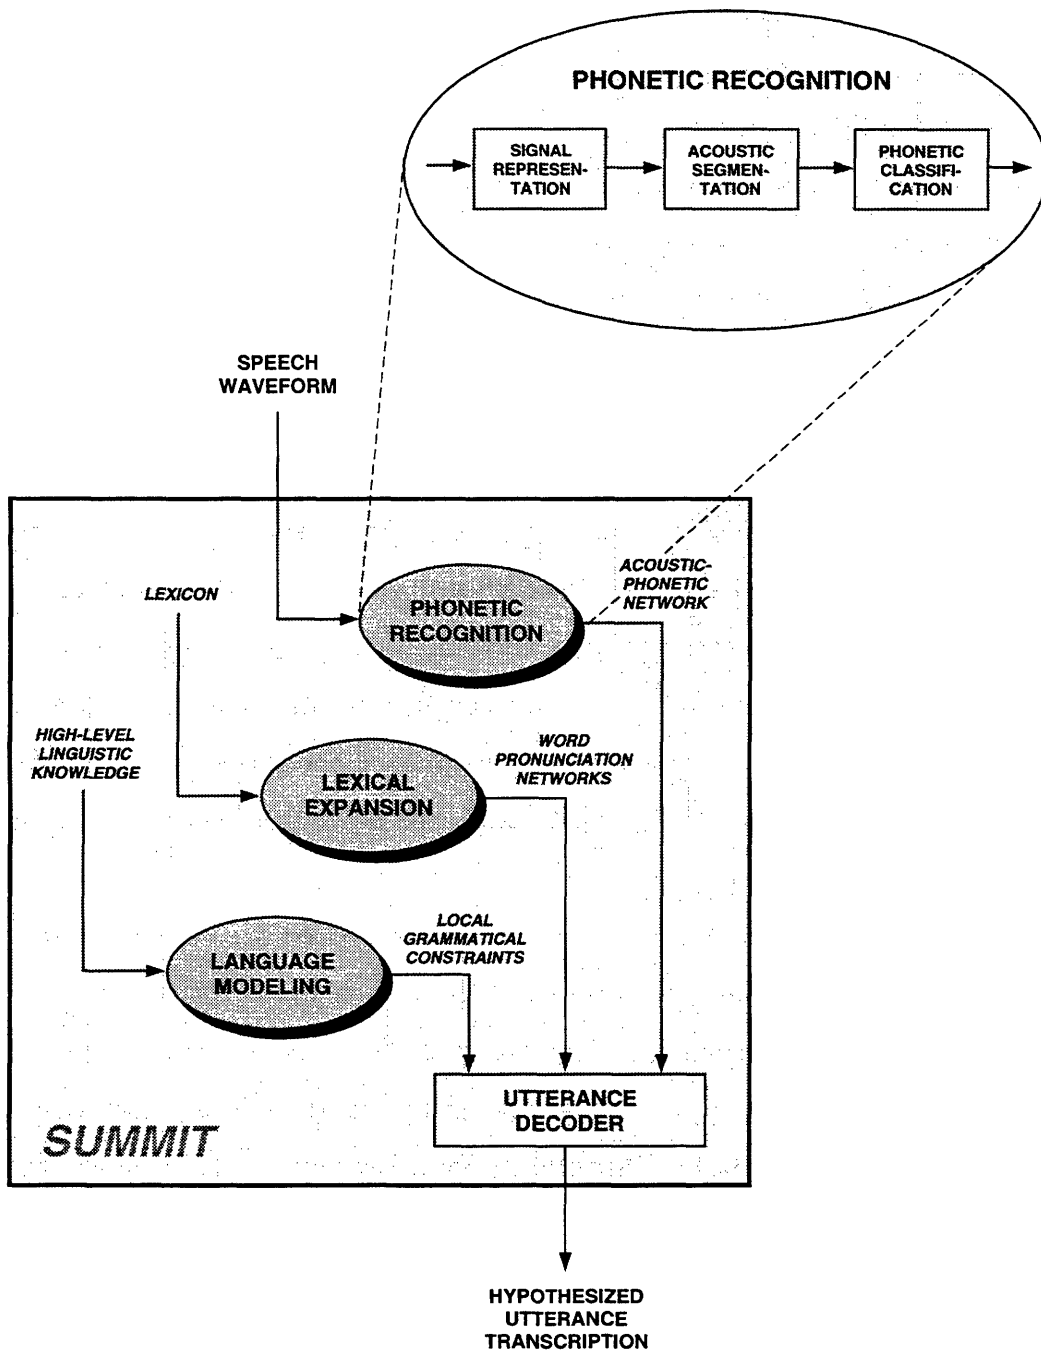 PHONETIC RECOGNITION
SIGNAL
REPRESEN-
TATION
ACOUSTIC
SEGMEN-
TATION
PHONETIC
CLASSIFI-
CATION
SPEECH
WAVEFORM
LEXICON
PHONETIC
RECOGNITION
ACOUSTIC-
PHONETIC
NETWORK
HIGH-LEVEL
LINGUISTIC
KNOWLEDGE
LEXICAL
EXPANSION
WORD
PRONUNCIATION
NETWORKS
LANGUAGE
MODELING
LOCAL
GRAMMATICAL
CONSTRAINTS
UTTERANCE
DECODER
SUMMIT
HYPOTHESIZED
UTTERANCE
TRANSCRIPTION